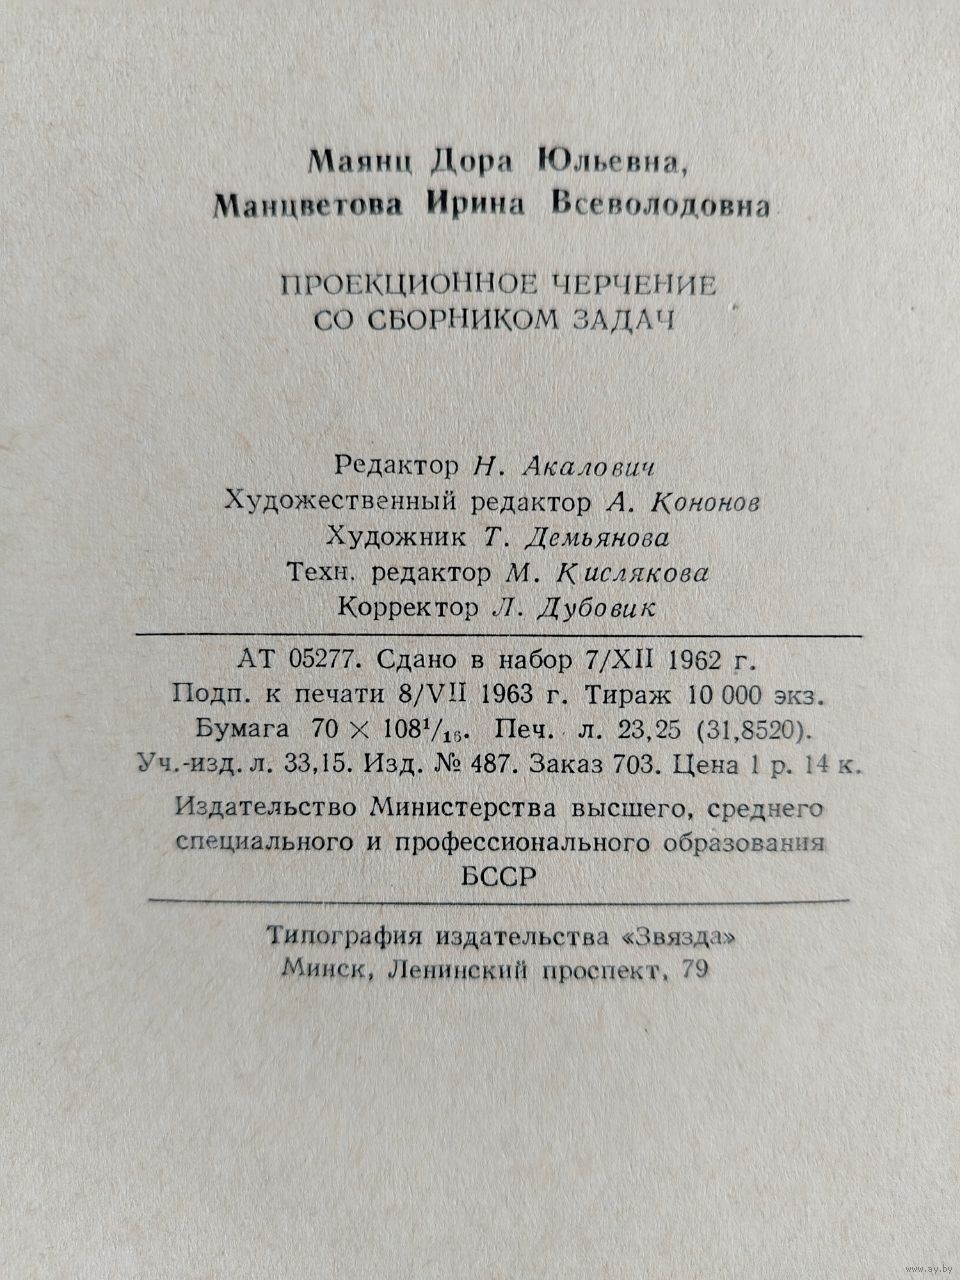 Маянц Дора Юльевна,
Манцветова Ирина Всеволодовна
ПРОЕКЦИОННОЕ ЧЕРЧЕНИЕ
СО СБОРНИКОМ ЗАДАЧ
Редактор Н. Акалович
Художественный редактор А. Кононов
Художник Т. Демьянова
Техн. редактор М. Кислякова
Корректор Л. Дубовик
АТ 05277. Сдано в набор 7/XII 1962 г.
Подп. к печати 8/VII 1963 г. Тираж 10 000 экз.
Бумага 70 × 108¹/₁₆. Печ. л. 23,25 (31,8520).
Уч.-изд. л. 33,15. Изд. № 487. Заказ 703. Цена 1 р. 14 к.
Издательство Министерства высшего, среднего
специального и профессионального образования
БССР
Типография издательства «Звязда»
Минск, Ленинский проспект, 79
www.ay.by